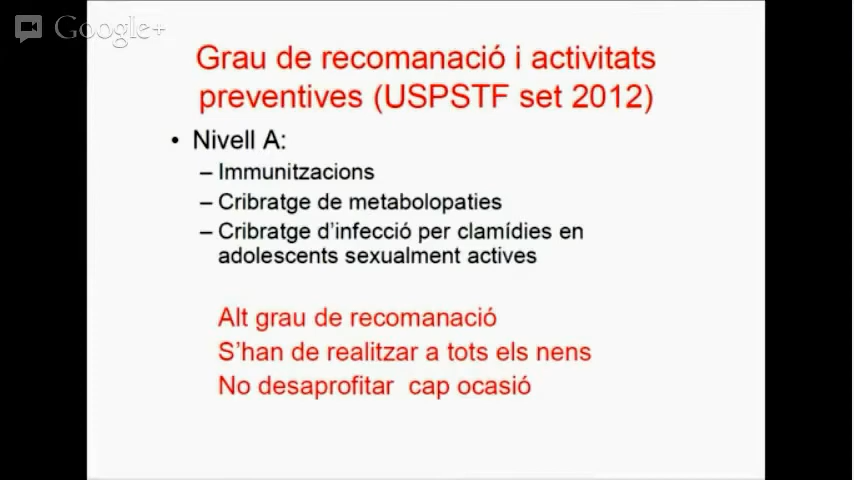 Google+
Grau de recomanació i activitats
preventives (USPSTF set 2012)
• Nivell A:
– Immunitzacions
– Cribratge de metabolopaties
– Cribratge d'infecció per clamídies en
adolescents sexualment actives
Alt grau de recomanació
S'han de realitzar a tots els nens
No desaprofitar cap ocasió